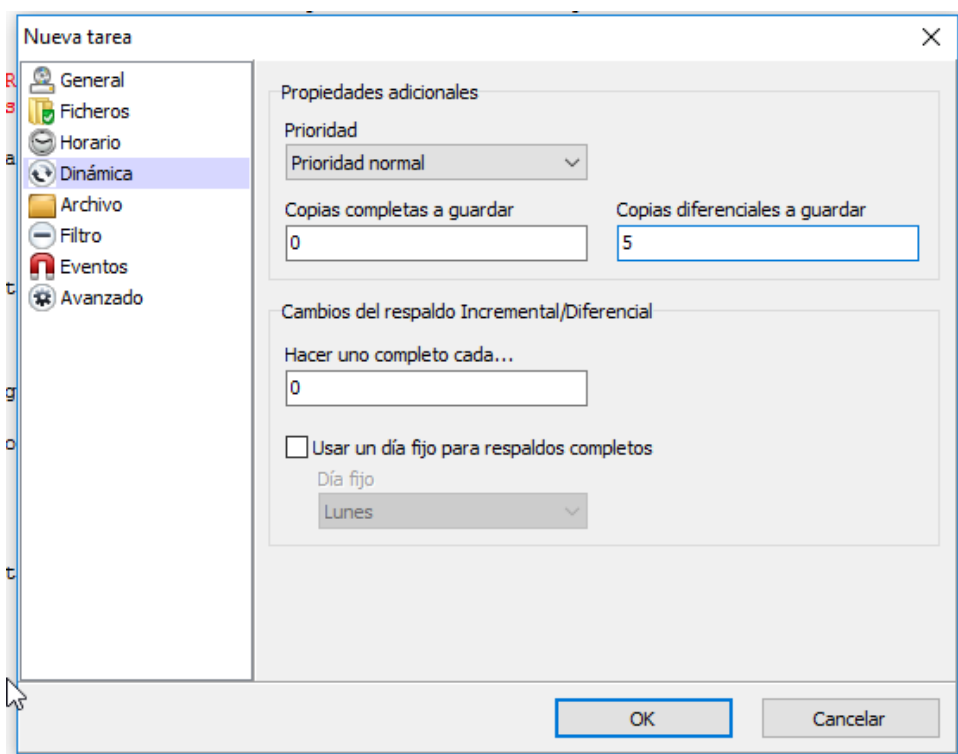 Nueva tarea
General
Ficheros
Horario
Dinámica
Archivo
Filtro
Eventos
Avanzado
Propiedades adicionales
Prioridad
Prioridad normal
Copias completas a guardar
Copias diferenciales a guardar
0
5
Cambios del respaldo Incremental/Diferencial
Hacer uno completo cada...
0
Usar un día fijo para respaldos completos
Día fijo
Lunes
OK
Cancelar